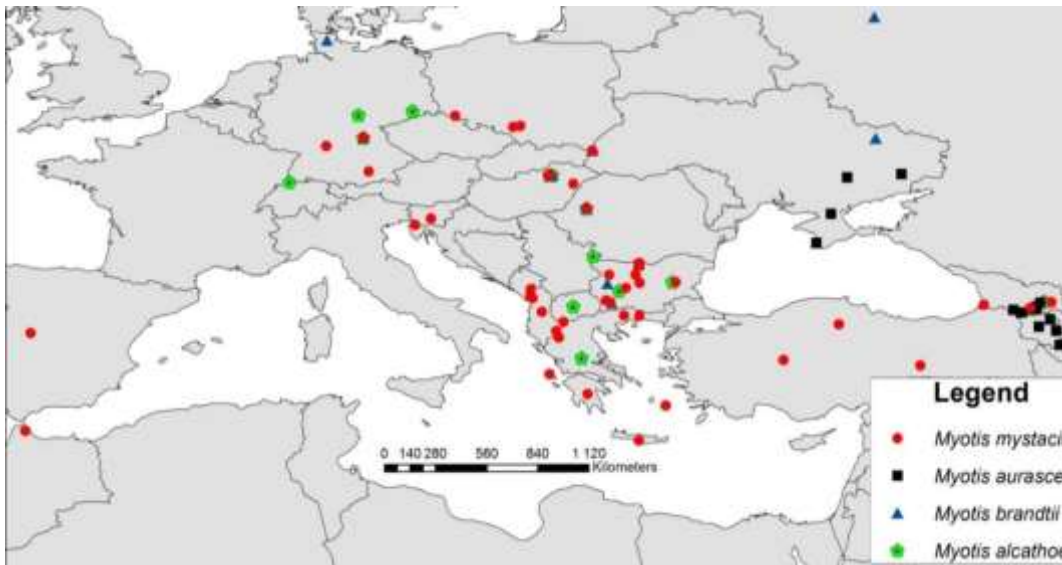 0 140 280 560 840 1 120
Kilometers
Legend
Myotis mystaci
Myotis aurasce
Myotis brandtii
Myotis alcathoe